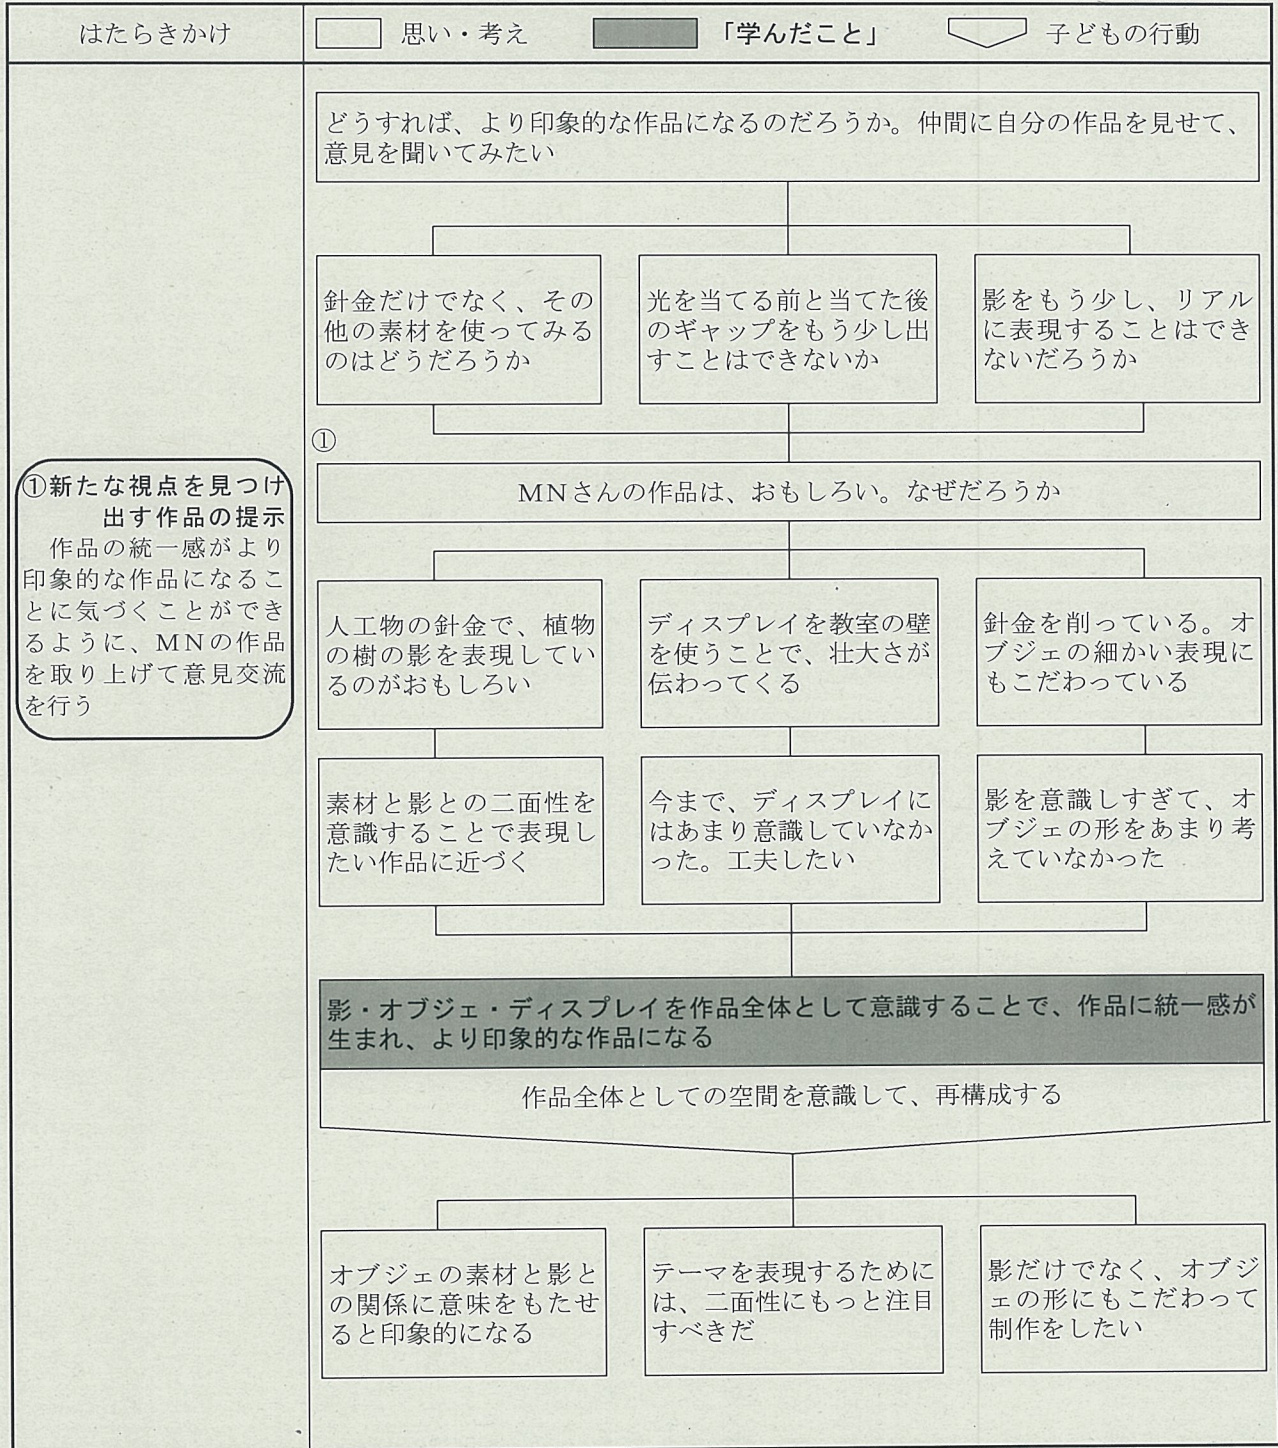 はたらきかけ
思い・考え
「学んだこと」
子どもの行動
どうすれば、より印象的な作品になるのだろうか。仲間に自分の作品を見せて、
意見を聞いてみたい
針金だけでなく、その
他の素材を使ってみる
のはどうだろうか
光を当てる前と当てた後
のギャップをもう少し出
すことはできないか
影をもう少し、リアル
に表現することはでき
ないだろうか
①
①新たな視点を見つけ
出す作品の提示
作品の統一感がより
印象的な作品になるこ
とに気づくことができ
るように、MNの作品
を取り上げて意見交流
を行う
MNさんの作品は、おもしろい。なぜだろうか
人工物の針金で、植物
の樹の影を表現してい
るのがおもしろい
ディスプレイを教室の壁
を使うことで、壮大さが
伝わってくる
針金を削っている。オ
ブジェの細かい表現に
もこだわっている
素材と影との二面性を
意識することで表現し
たい作品に近づく
今まで、ディスプレイに
はあまり意識していなか
った。工夫したい
影を意識しすぎて、オ
ブジェの形をあまり考
えていなかった
影・オブジェ・ディスプレイを作品全体として意識することで、作品に統一感が
生まれ、より印象的な作品になる
作品全体としての空間を意識して、再構成する
オブジェの素材と影と
の関係に意味をもたせ
ると印象的になる
テーマを表現するために
は、二面性にもっと注目
すべきだ
影だけでなく、オブジ
ェの形にもこだわって
制作をしたい